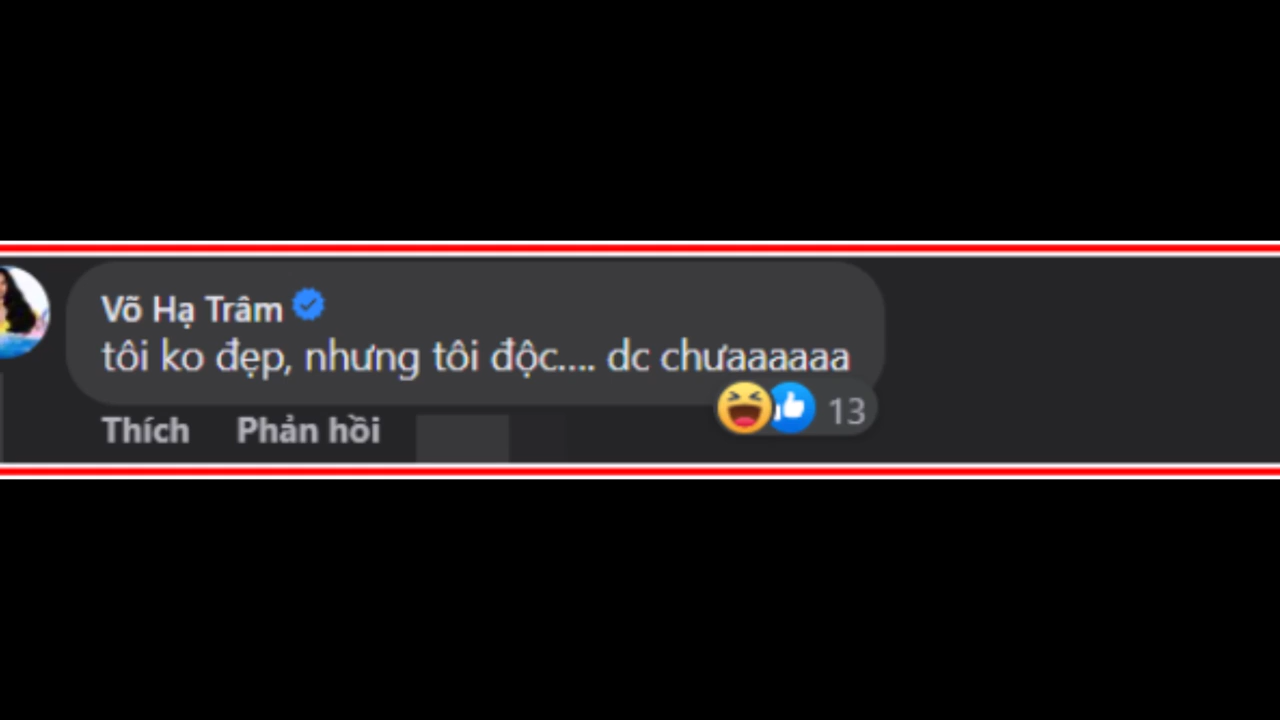 Võ Hạ Trâm
tôi ko đẹp, nhưng tôi độc.... dc chưaaaaaa
13
Thích Phản hồi